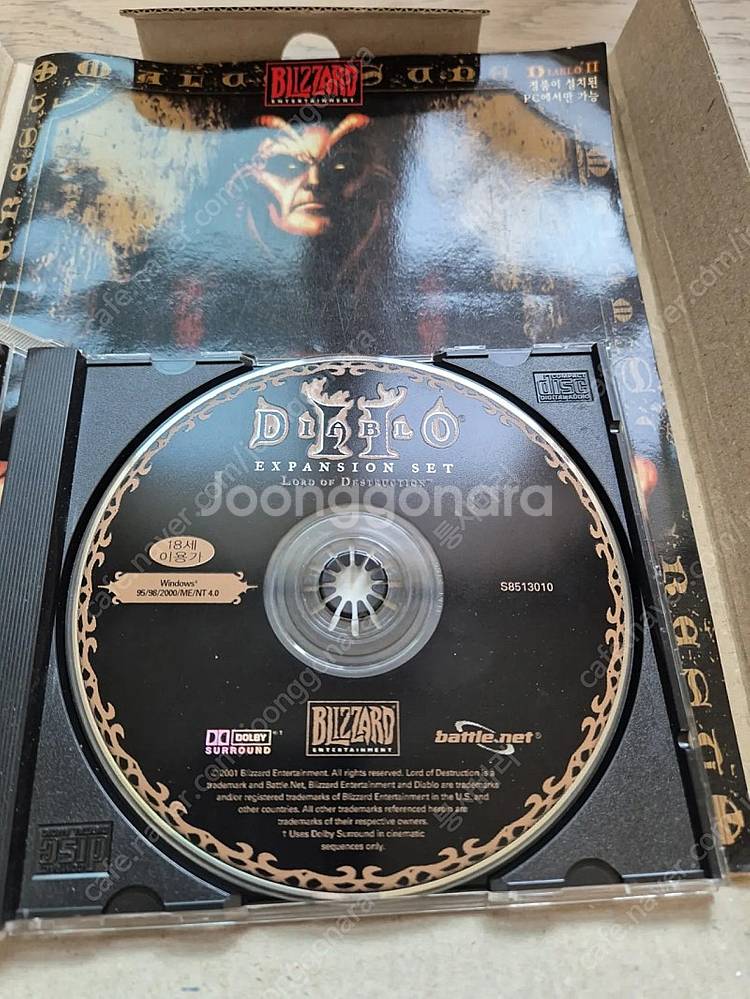 BLIZZARD
ENTERTAINMENT
DIABLO II
정품이 설치된
PC에서만 가능
COMPACT
disc
DIGITAL AUDIO
DIABLO II
EXPANSION SET
LORD OF DESTRUCTION™
Joonggonara
18세
이용가
Windows®
95/98/2000/ME/NT 4.0
S8513010
DOLBY
SURROUND
†
BLIZZARD
ENTERTAINMENT
battle.net®
©2001 Blizzard Entertainment. All rights reserved. Lord of Destruction is a
trademark and Battle.Net, Blizzard Entertainment and Diablo are trademarks
and/or registered trademarks of Blizzard Entertainment in the U.S. and
other countries. All other trademarks referenced herein are
trademarks of their respective owners.
† Uses Dolby Surround in cinematic
sequences only.
disc